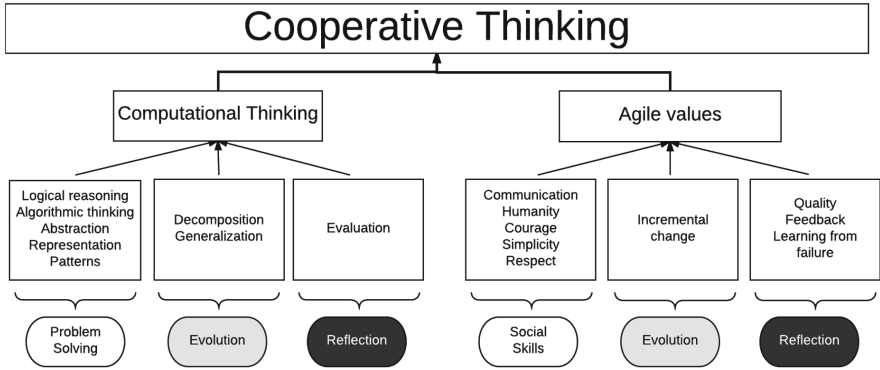 Cooperative Thinking
Computational Thinking
Agile values
Logical reasoning
Algorithmic thinking
Abstraction
Representation
Patterns
Decomposition
Generalization
Evaluation
Communication
Humanity
Courage
Simplicity
Respect
Incremental
change
Quality
Feedback
Learning from
failure
Problem
Solving
Evolution
Reflection
Social
Skills
Evolution
Reflection